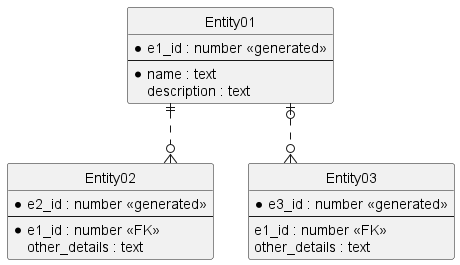 Entity01
e1_id : number «generated»
name : text
description : text
Entity02
e2_id : number «generated»
e1_id : number «FK»
other_details : text
Entity03
e3_id : number «generated»
e1_id : number «FK»
other_details : text